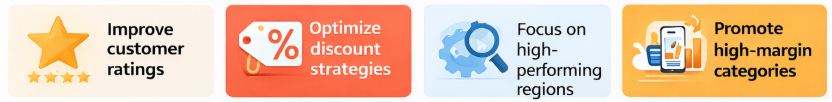 Improve
customer
ratings
Optimize
discount
strategies
Focus on
high-
performing
regions
Promote
high-margin
categories